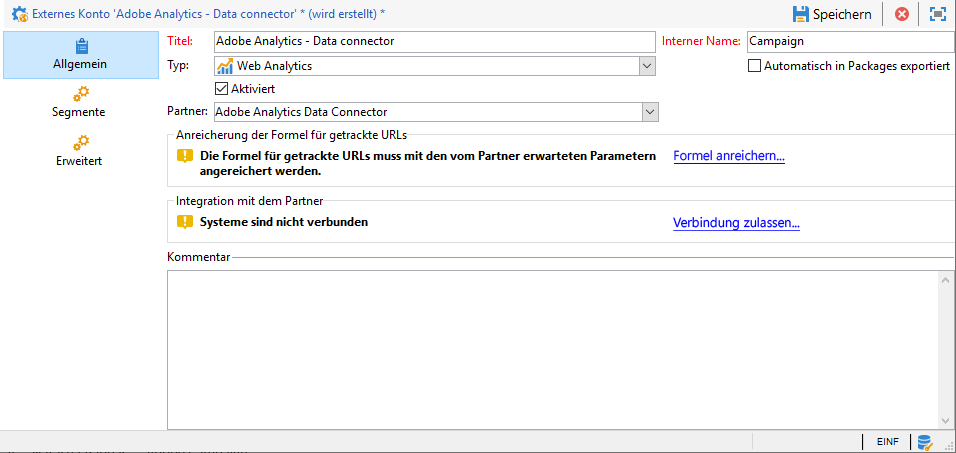 Externes Konto 'Adobe Analytics - Data connector' * (wird erstellt) *
Speichern
Allgemein
Segmente
Erweitert
Titel: Adobe Analytics - Data connector
Interner Name: Campaign
Typ: Web Analytics
Automatisch in Packages exportiert
Aktiviert
Partner: Adobe Analytics Data Connector
Anreicherung der Formel für getrackte URLs
Die Formel für getrackte URLs muss mit den vom Partner erwarteten Parametern
angereichert werden.
Formel anreichern...
Integration mit dem Partner
Systeme sind nicht verbunden
Verbindung zulassen...
Kommentar
EINF